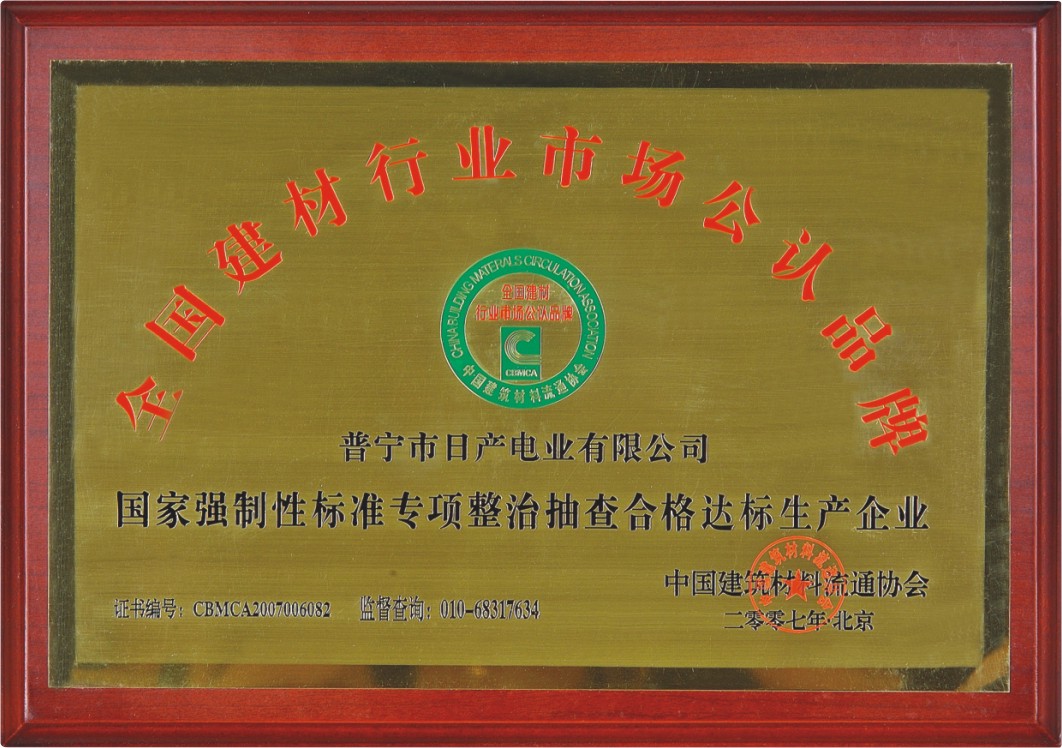 全国建材行业市场公认品牌
CHINA BUILDING MATERIALS CIRCULATION ASSOCIATION
全国建材
行业市场公认品牌
CBMCA
中国建筑材料流通协会
普宁市日产电业有限公司
国家强制性标准专项整治抽查合格达标生产企业
中国建筑材料流通协会
证书编号：CBMCA2007006082 监督查询：010-68317634
二零零七年·北京